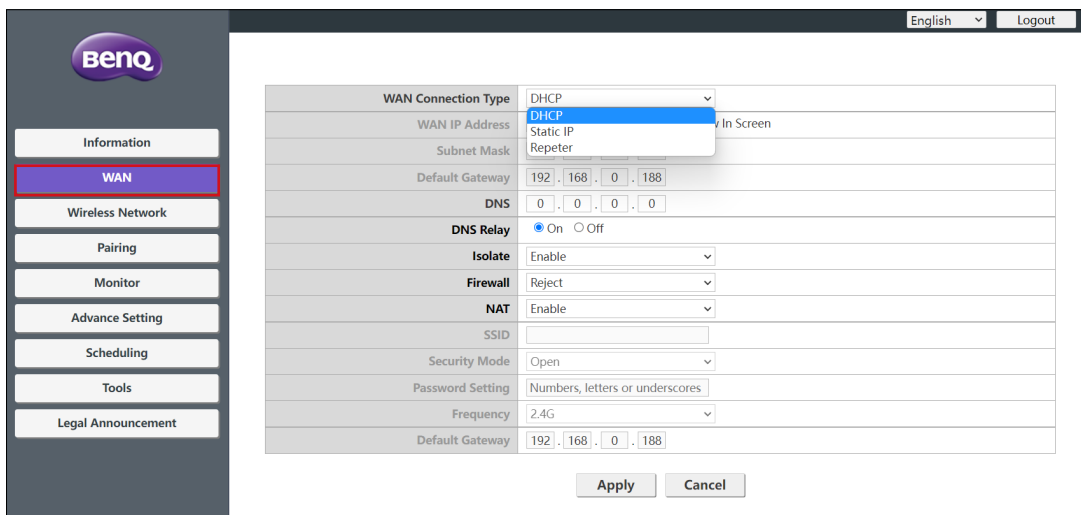 English Logout
BenQ
WAN Connection Type DHCP
DHCP
WAN IP Address In Screen
Static IP
Subnet Mask Repeter
Information
WAN
Wireless Network
Pairing
Monitor
Advance Setting
Scheduling
Tools
Legal Announcement
Default Gateway 192 . 168 . 0 . 188
DNS 0 . 0 . 0 . 0
DNS Relay On Off
Isolate Enable
Firewall Reject
NAT Enable
SSID
Security Mode Open
Password Setting Numbers, letters or underscores
Frequency 2.4G
Default Gateway 192 . 168 . 0 . 188
Apply Cancel